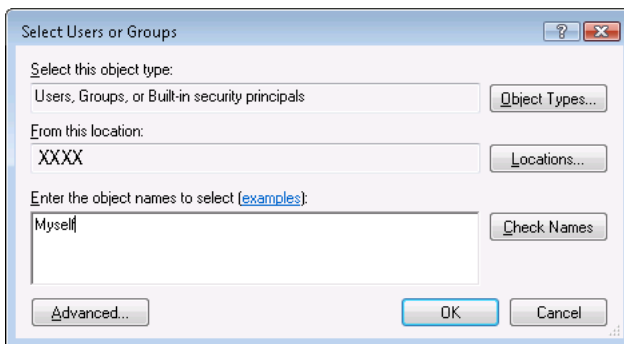 Select Users or Groups
Select this object type:
Users, Groups, or Built-in security principals
Object Types...
From this location:
XXXX
Locations...
Enter the object names to select (examples):
Myself
Check Names
Advanced...
OK
Cancel